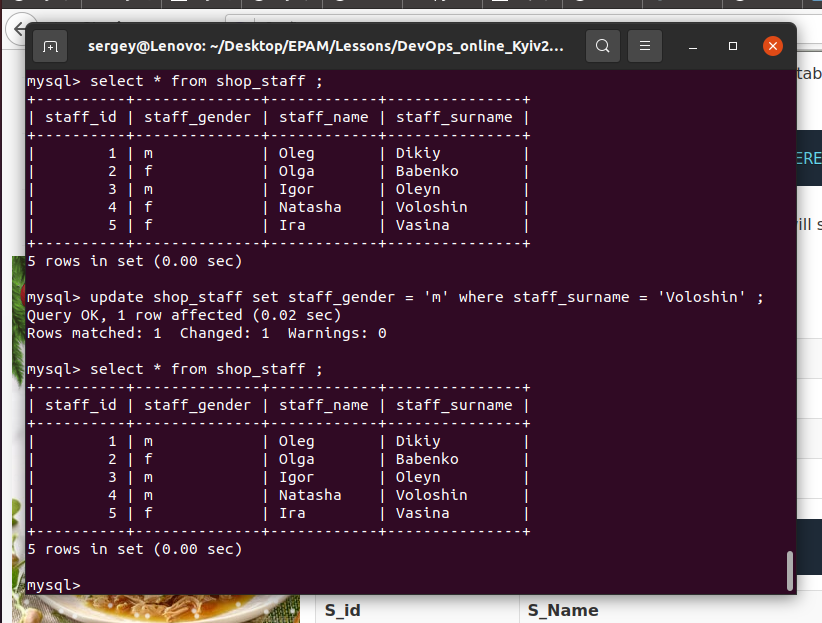 sergey@Lenovo: ~/Desktop/EPAM/Lessons/DevOps_online_Kyiv2...
mysql> select * from shop_staff ;
+----------+--------------+------------+---------------+
| staff_id | staff_gender | staff_name | staff_surname |
+----------+--------------+------------+---------------+
|        1 | m            | Oleg       | Dikiy         |
|        2 | f            | Olga       | Babenko       |
|        3 | m            | Igor       | Oleyn         |
|        4 | f            | Natasha    | Voloshin      |
|        5 | f            | Ira        | Vasina        |
+----------+--------------+------------+---------------+
5 rows in set (0.00 sec)
mysql> update shop_staff set staff_gender = 'm' where staff_surname = 'Voloshin' ;
Query OK, 1 row affected (0.02 sec)
Rows matched: 1  Changed: 1  Warnings: 0
mysql> select * from shop_staff ;
+----------+--------------+------------+---------------+
| staff_id | staff_gender | staff_name | staff_surname |
+----------+--------------+------------+---------------+
|        1 | m            | Oleg       | Dikiy         |
|        2 | f            | Olga       | Babenko       |
|        3 | m            | Igor       | Oleyn         |
|        4 | m            | Natasha    | Voloshin      |
|        5 | f            | Ira        | Vasina        |
+----------+--------------+------------+---------------+
5 rows in set (0.00 sec)
mysql>
tab
ERE
ill s
S_id S_Name